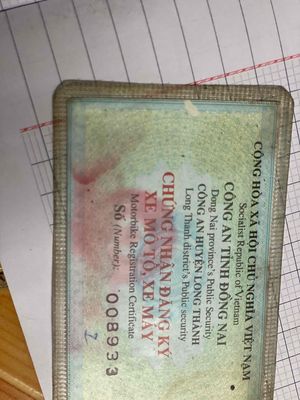 CỘNG HÒA XÃ HỘI CHỦ NGHĨA VIỆT NAM
Socialist Republic of Vietnam
CÔNG AN TỈNH ĐỒNG NAI
Dong Nai province's Public Security
CÔNG AN HUYỆN LONG THÀNH
Long Thanh district's Public security
CHỨNG NHẬN ĐĂNG KÝ
XE MÔ TÔ, XE MÁY
Motorbike Registration Certificate
Số (Number): 008933